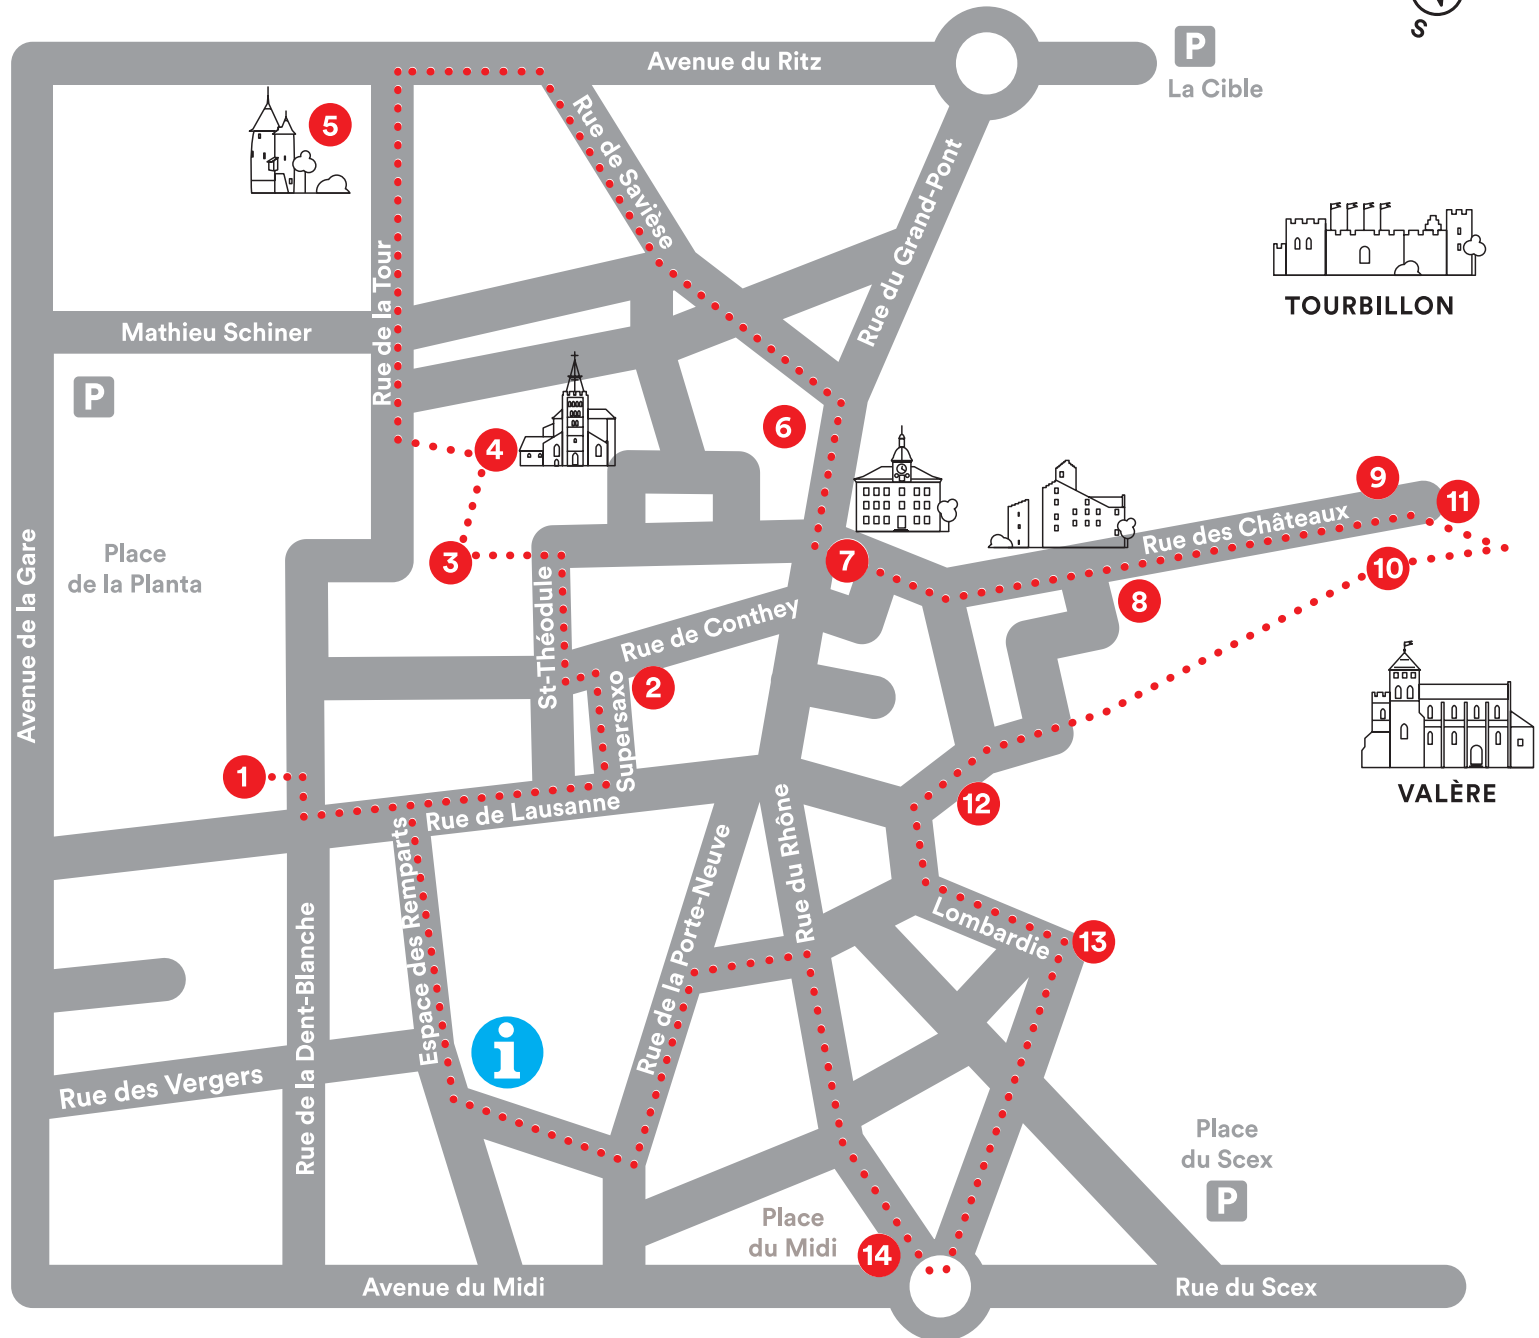 S
Avenue du Ritz
P
La Cible
5
Rue de Savièse
Rue du Grand-Pont
Rue de la Tour
TOURBILLON
Mathieu Schiner
P
4
6
9
11
Rue des Châteaux
Place
de la Planta
3
7
10
8
Avenue de la Gare
St-Théodule
Rue de Conthey
2
Supersaxo
1
Rue de Lausanne
12
VALÈRE
Espace des Remparts
Rue de la Porte-Neuve
Rue du Rhône
Lombardie
13
Rue de la Dent-Blanche
i
Rue des Vergers
Place
du Scex
P
Place
du Midi
14
Avenue du Midi
Rue du Scex